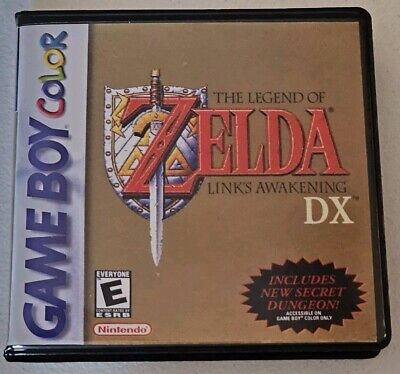 GAME BOY COLOR
THE LEGEND OF
ZELDA®
LINK'S AWAKENING
DX™
EVERYONE
E
CONTENT RATED BY
ESRB
Nintendo
INCLUDES
NEW SECRET
DUNGEON!
ACCESSIBLE ON
GAME BOY COLOR ONLY